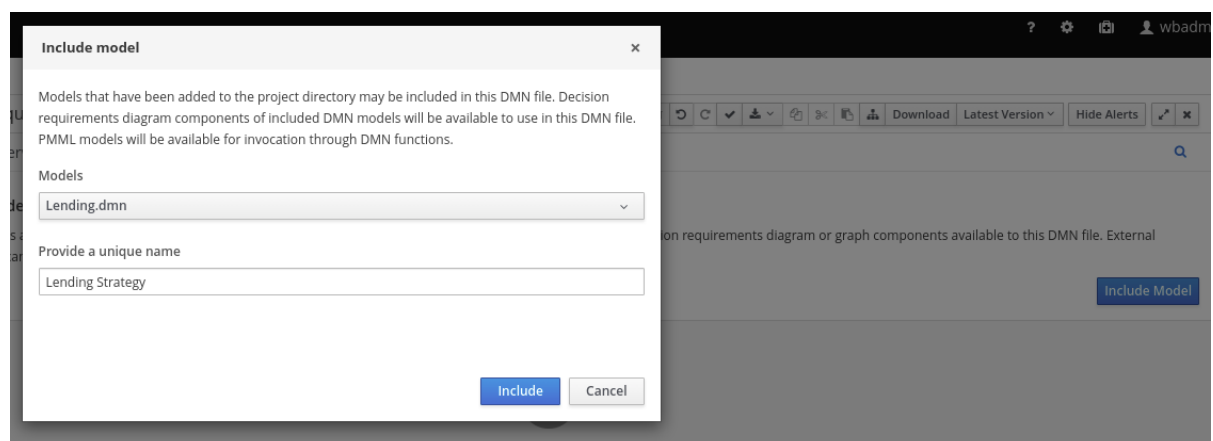 ? wbadm
Include model ×
Models that have been added to the project directory may be included in this DMN file. Decision
requirements diagram components of included DMN models will be available to use in this DMN file.
PMML models will be available for invocation through DMN functions.
Download Latest Version Hide Alerts
Models
Lending.dmn
ion requirements diagram or graph components available to this DMN file. External
Provide a unique name
Lending Strategy
Include Model
Include Cancel